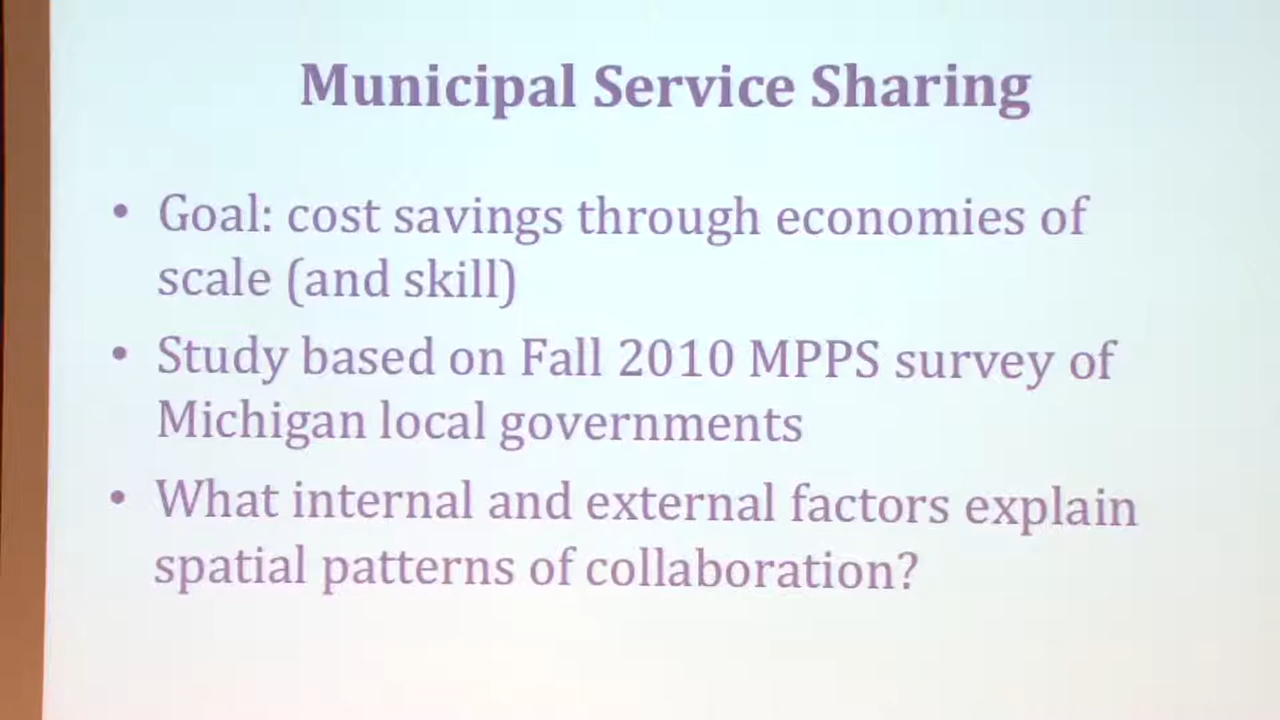 Municipal Service Sharing
• Goal: cost savings through economies of
scale (and skill)
• Study based on Fall 2010 MPPS survey of
Michigan local governments
• What internal and external factors explain
spatial patterns of collaboration?